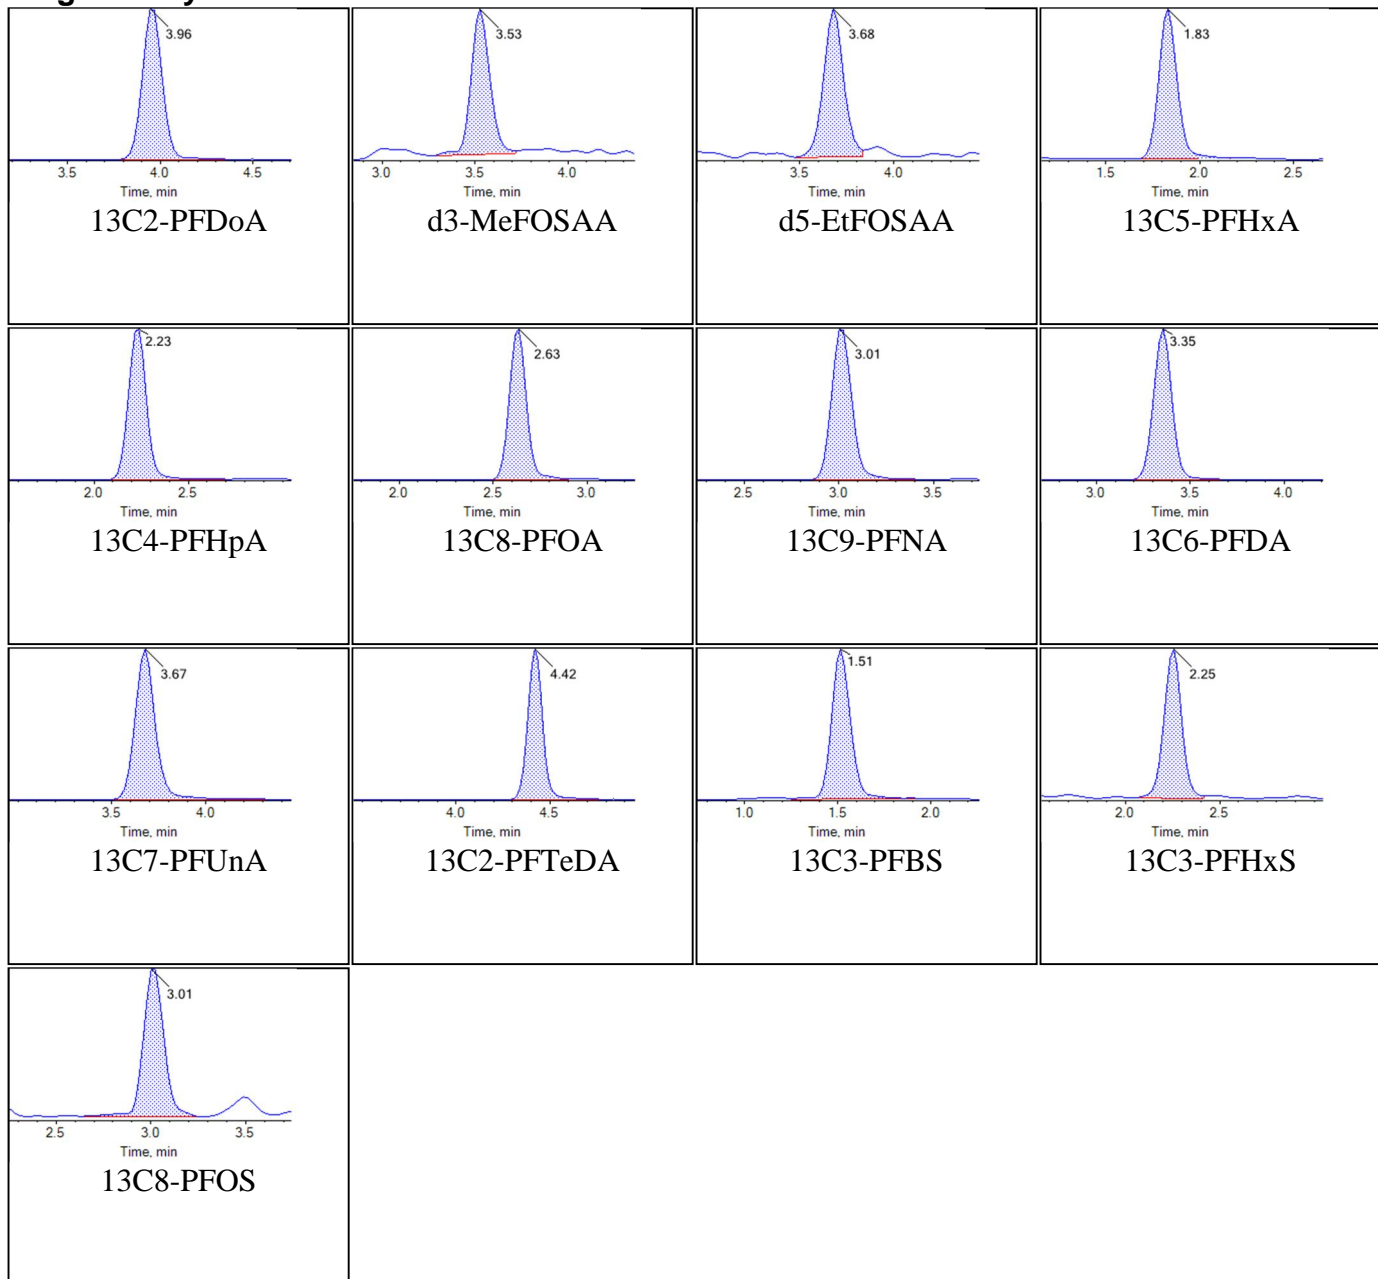 3.96
3.5 4.0 4.5
Time, min
13C2-PFDoA
3.53
3.0 3.5 4.0
Time, min
d3-MeFOSAA
3.68
3.5 4.0
Time, min
d5-EtFOSAA
1.83
1.5 2.0 2.5
Time, min
13C5-PFHxA
2.23
2.0 2.5
Time, min
13C4-PFHpA
2.63
2.0 2.5 3.0
Time, min
13C8-PFOA
3.01
2.5 3.0 3.5
Time, min
13C9-PFNA
3.35
3.0 3.5 4.0
Time, min
13C6-PFDA
3.67
3.5 4.0
Time, min
13C7-PFUnA
4.42
4.0 4.5
Time, min
13C2-PFTeDA
1.51
1.0 1.5 2.0
Time, min
13C3-PFBS
2.25
2.0 2.5
Time, min
13C3-PFHxS
3.01
2.5 3.0 3.5
Time, min
13C8-PFOS